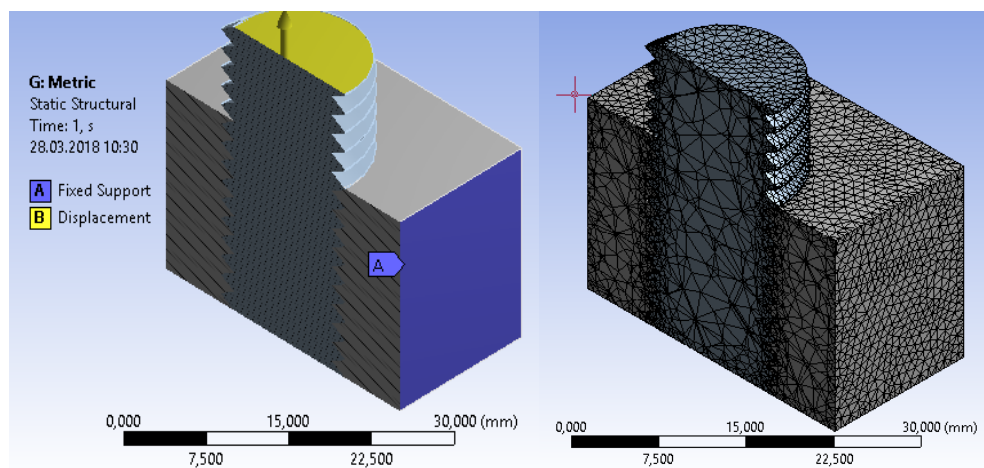 G: Metric
Static Structural
Time: 1, s
28.03.2018 10:30
A Fixed Support
B Displacement
A
0,000 15,000 30,000 (mm)
7,500 22,500
0,000 15,000 30,000 (mm)
7,500 22,500